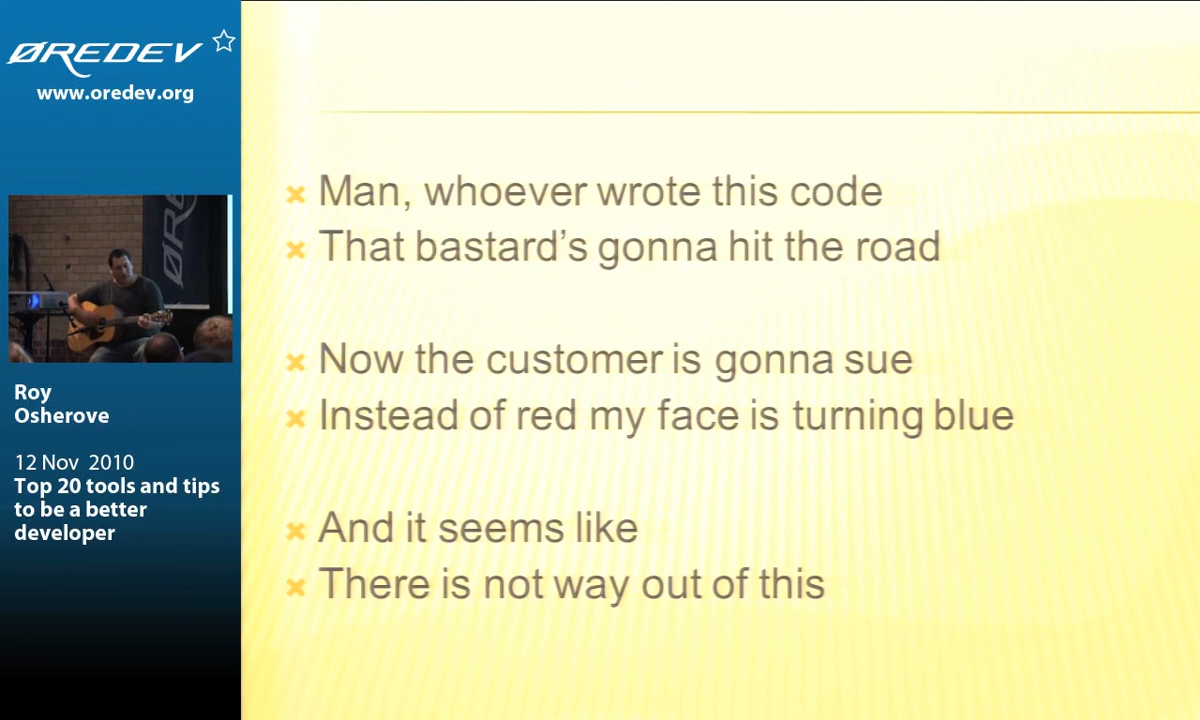 ØREDEV
www.oredev.org
ØRE
Roy
Osherove
12 Nov 2010
Top 20 tools and tips
to be a better
developer
Man, whoever wrote this code
That bastard's gonna hit the road
Now the customer is gonna sue
Instead of red my face is turning blue
And it seems like
There is not way out of this